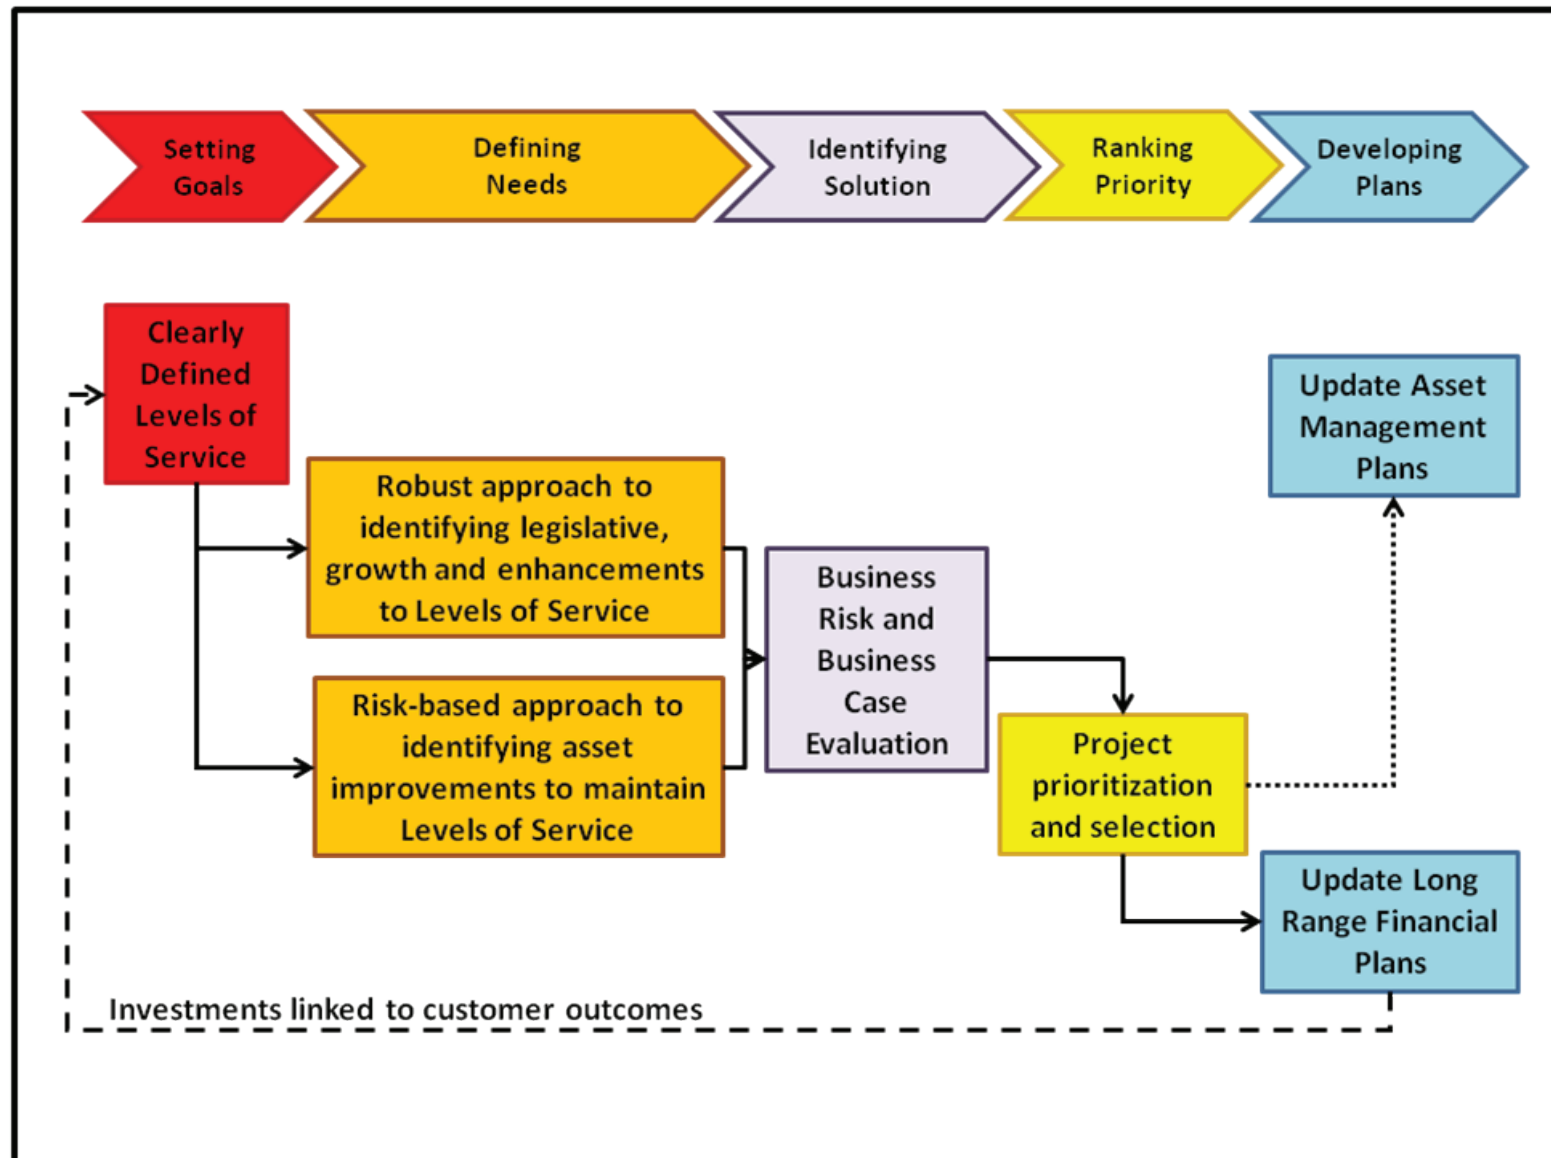 Setting
Goals
Defining
Needs
Identifying
Solution
Ranking
Priority
Developing
Plans
Clearly
Defined
Levels of
Service
Robust approach to
identifying legislative,
growth and enhancements
to Levels of Service
Risk-based approach to
identifying asset
improvements to maintain
Levels of Service
Business
Risk and
Business
Case
Evaluation
Project
prioritization
and selection
Update Asset
Management
Plans
Update Long
Range Financial
Plans
Investments linked to customer outcomes